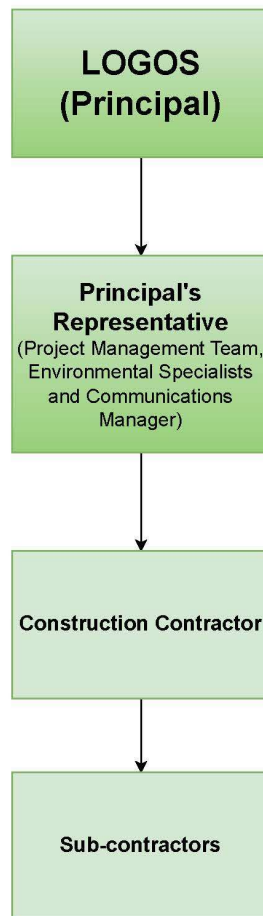 LOGOS
(Principal)
Principal's
Representative
(Project Management Team,
Environmental Specialists
and Communications
Manager)
Construction Contractor
Sub-contractors